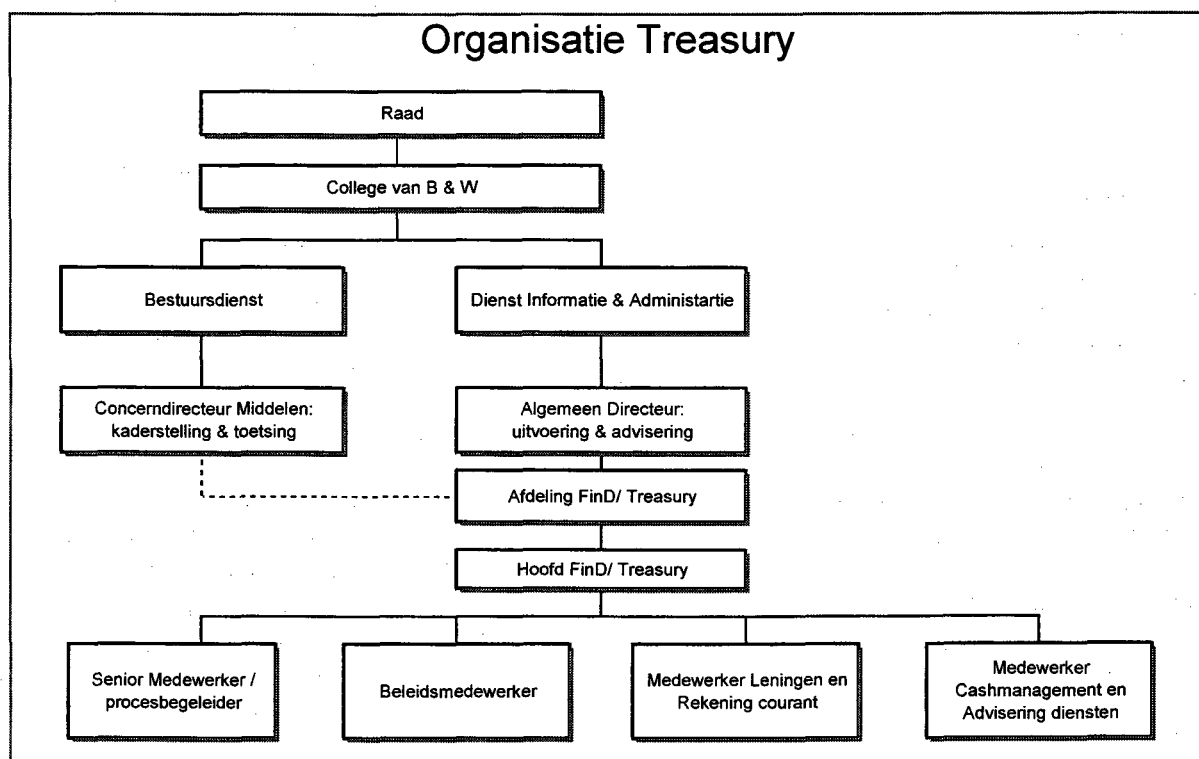 Organisatie Treasury
Raad
College van B & W
Bestuursdienst
Dienst Informatie & Administartie
Concerndirecteur Middelen:
kaderstelling & toetsing
Algemeen Directeur:
uitvoering & advisering
Afdeling FinD/ Treasury
Hoofd FinD/ Treasury
Senior Medewerker /
procesbegeleider
Beleidsmedewerker
Medewerker Leningen en
Rekening courant
Medewerker
Cashmanagement en
Advisering diensten